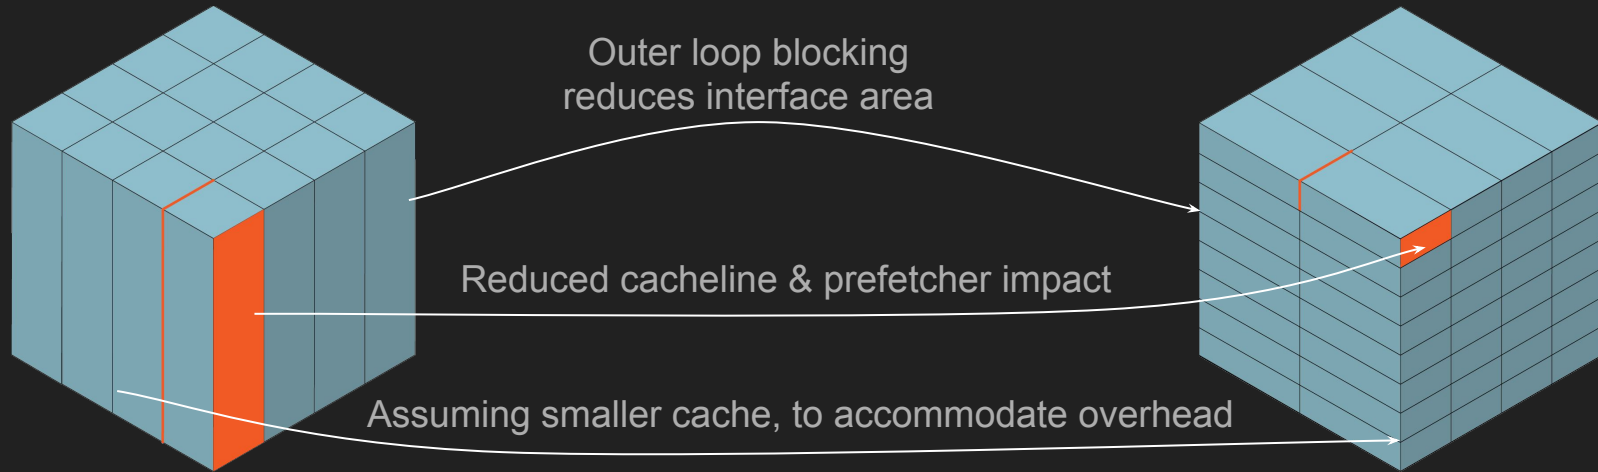 Outer loop blocking
reduces interface area
Reduced cacheline & prefetcher impact
Assuming smaller cache, to accommodate overhead